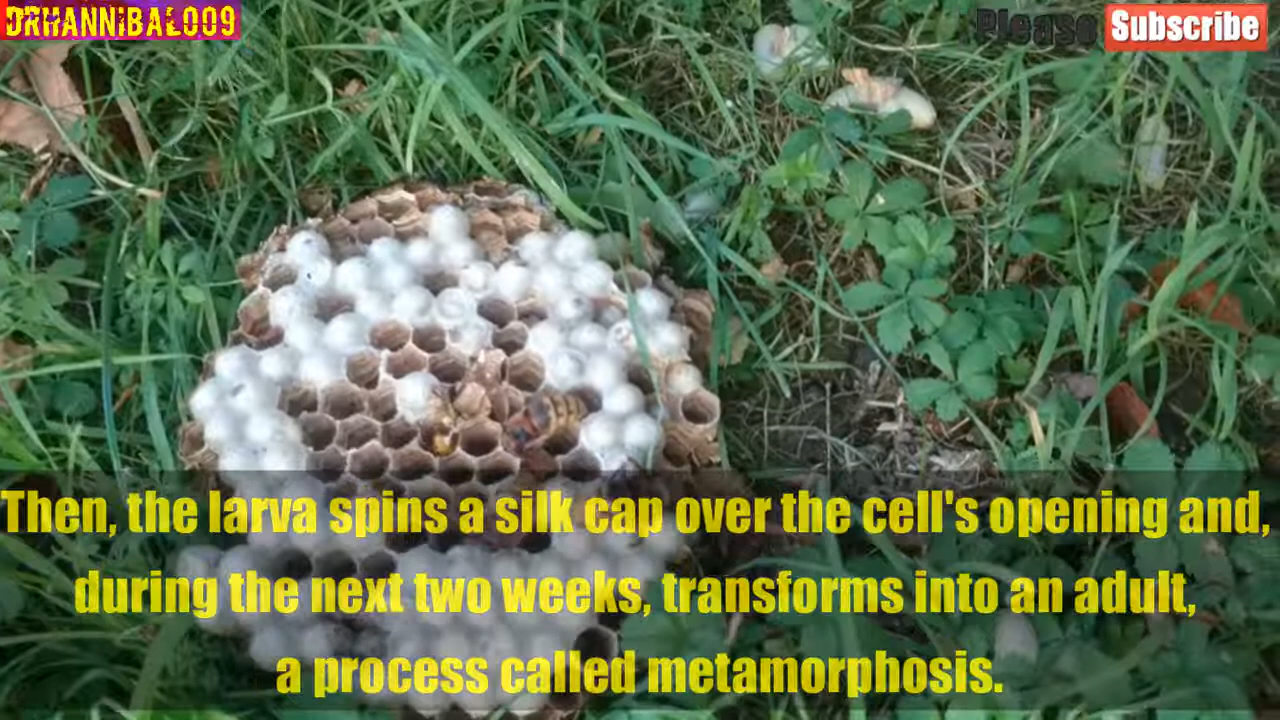 DRHANNIBAL009
Please Subscribe
Then, the larva spins a silk cap over the cell's opening and,
during the next two weeks, transforms into an adult,
a process called metamorphosis.